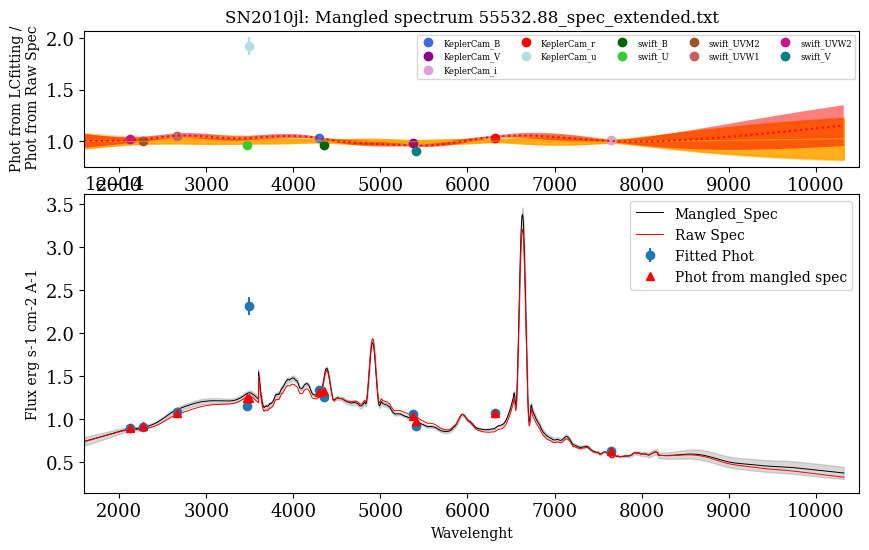 SN2010jl: Mangled spectrum 55532.88_spec_extended.txt
Phot from LCfitting /
Phot from Raw Spec
2.0
1.5
1.0
KeplerCam_B KeplerCam_r swift_B swift_UVM2 swift_UVW2
KeplerCam_V KeplerCam_u swift_U swift_UVW1 swift_V
KeplerCam_i
2000 3000 4000 5000 6000 7000 8000 9000 10000
1e−14
Flux erg s-1 cm-2 A-1
3.5
3.0
2.5
2.0
1.5
1.0
0.5
Mangled_Spec
Raw Spec
Fitted Phot
Phot from mangled spec
2000 3000 4000 5000 6000 7000 8000 9000 10000
Wavelenght